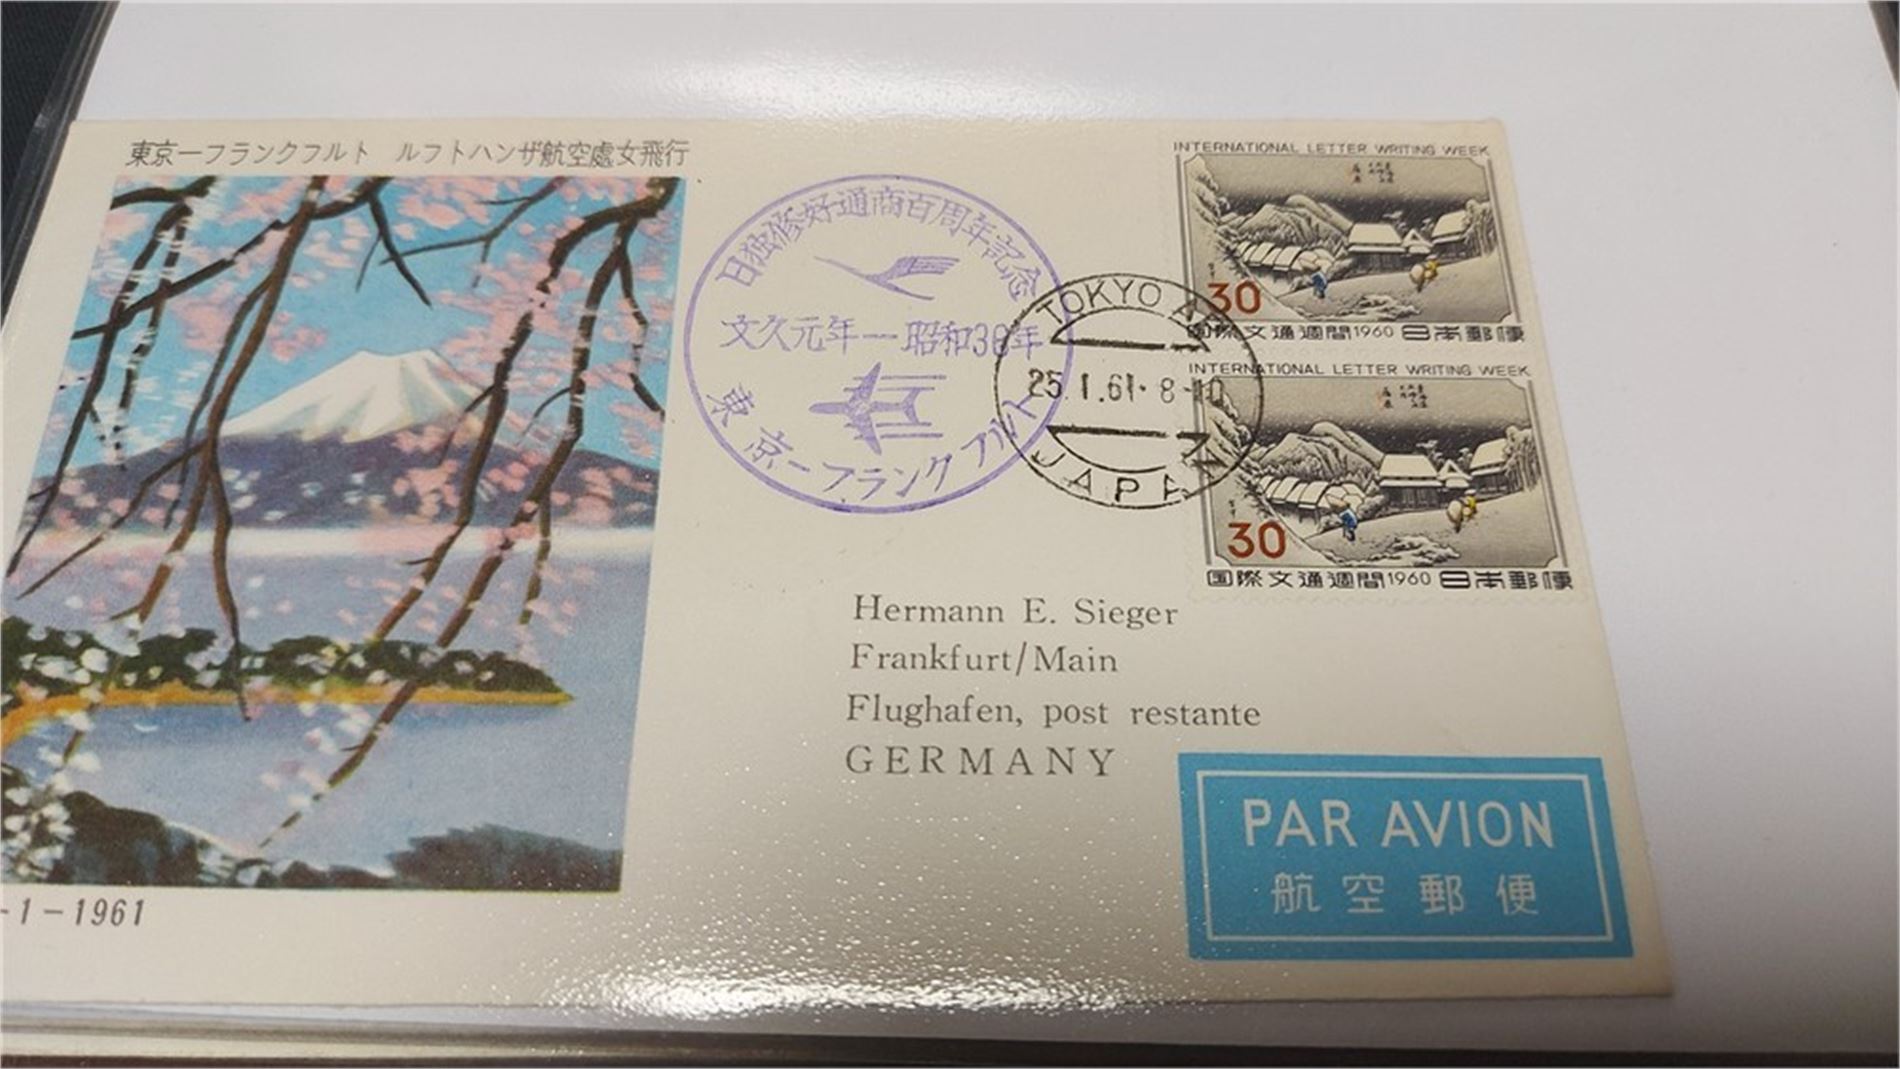 東京ーフランクフルト ルフトハンザ航空處女飛行
日独修好通商百周年記念
文久元年ー昭和36年
東京ーフランクフルト
TOKYO AP
25.1.61.8-10
JAPAN
INTERNATIONAL LETTER WRITING WEEK
30
国際文通週間1960 日本郵便
INTERNATIONAL LETTER WRITING WEEK
30
国際文通週間1960 日本郵便
Hermann E. Sieger
Frankfurt/Main
Flughafen, post restante
GERMANY
PAR AVION
航空郵便
-1-1961